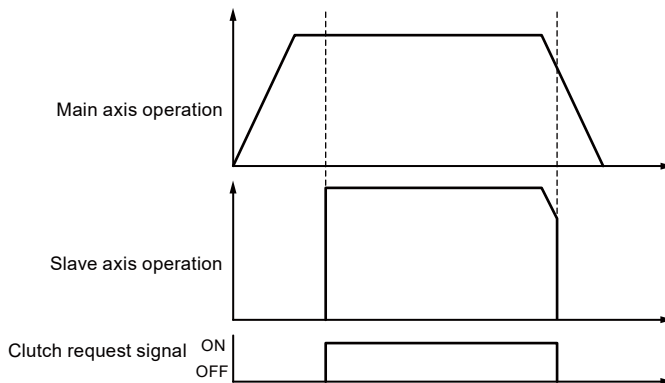 Main axis operation
Slave axis operation
Clutch request signal
ON
OFF